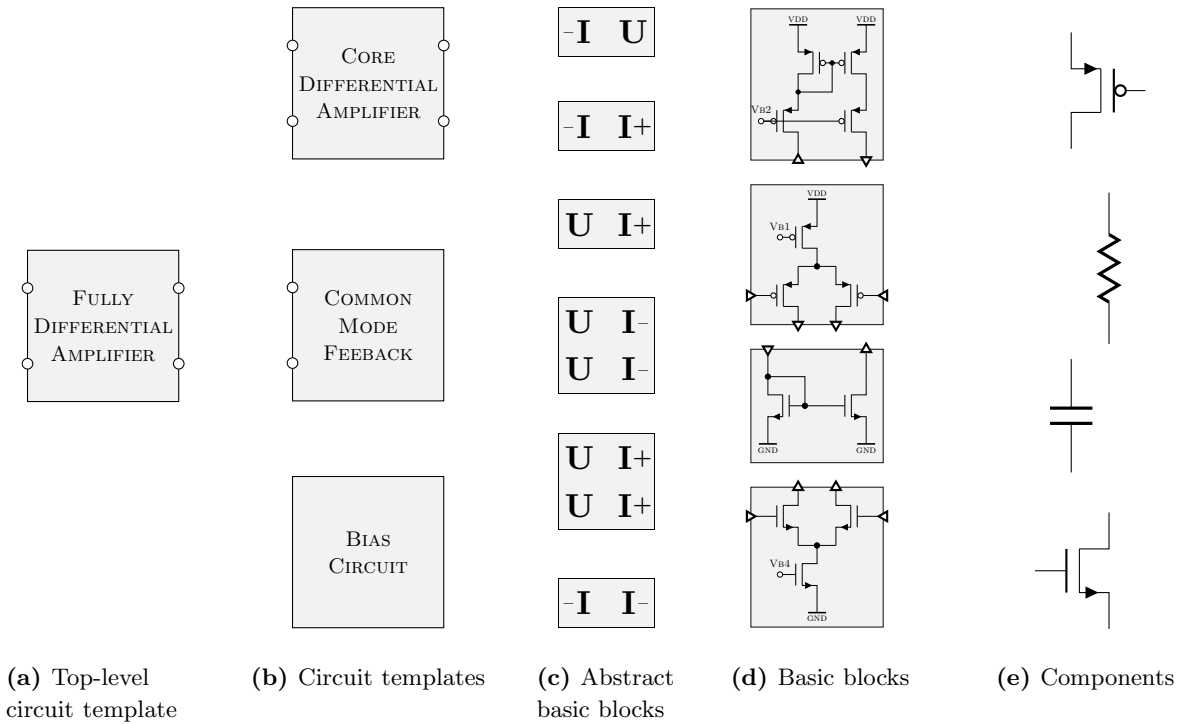 FULLY
DIFFERENTIAL
AMPLIFIER
(a) Top-level
circuit template
CORE
DIFFERENTIAL
AMPLIFIER
COMMON
MODE
FEEBACK
BIAS
CIRCUIT
(b) Circuit templates
-I U
-I I+
U I+
U I-
U I-
U I+
U I+
-I I-
(c) Abstract
basic blocks
VDD VDD
VB2
VDD
VB1
GND GND
VB4
GND
(d) Basic blocks
(e) Components